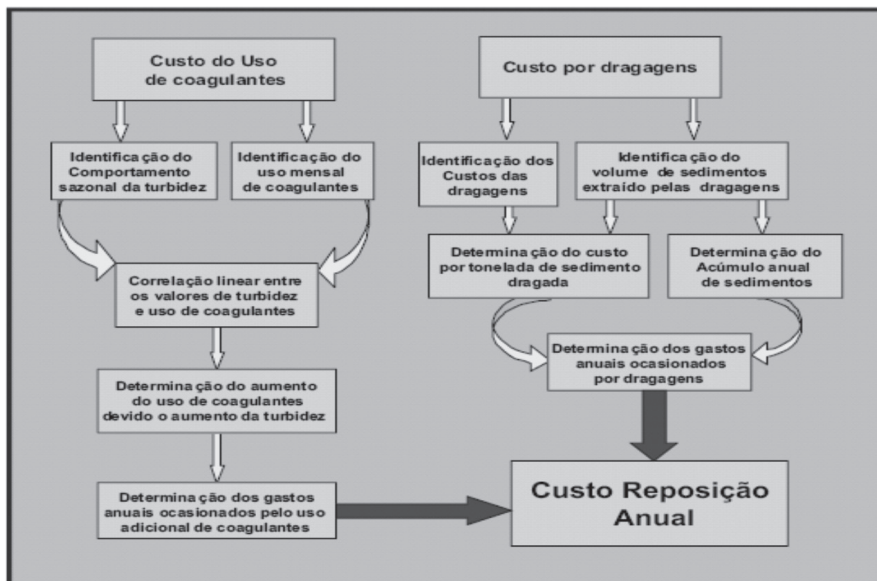 Custo do Uso
de coagulantes
Custo por dragagens
Identificação do
Comportamento
sazonal da turbidez
Identificação do
uso mensal
de coagulantes
Identificação dos
Custos das
dragagens
Identificação do
volume de sedimentos
extraído pelas dragagens
Correlação linear entre
os valores de turbidez
e uso de coagulantes
Determinação do custo
por tonelada de sedimento
dragada
Determinação do
Acúmulo anual
de sedimentos
Determinação do aumento
do uso de coagulantes
devido o aumento da turbidez
Determinação dos gastos
anuais ocasionados
por dragagens
Determinação dos gastos
anuais ocasionados pelo uso
adicional de coagulantes
Custo Reposição
Anual